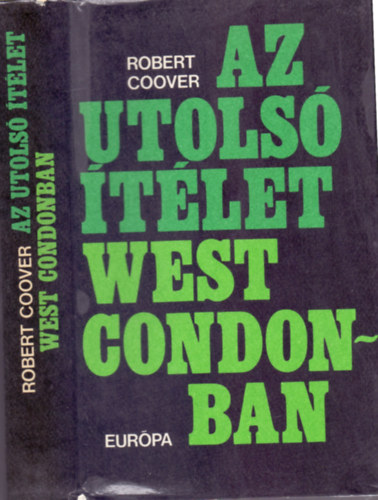 ROBERT COOVER AZ UTOLSÓ ÍTÉLET
WEST CONDONBAN
ROBERT
COOVER
AZ
UTOLSÓ
ÍTÉLET
WEST
CONDON~
BAN
EURÓPA